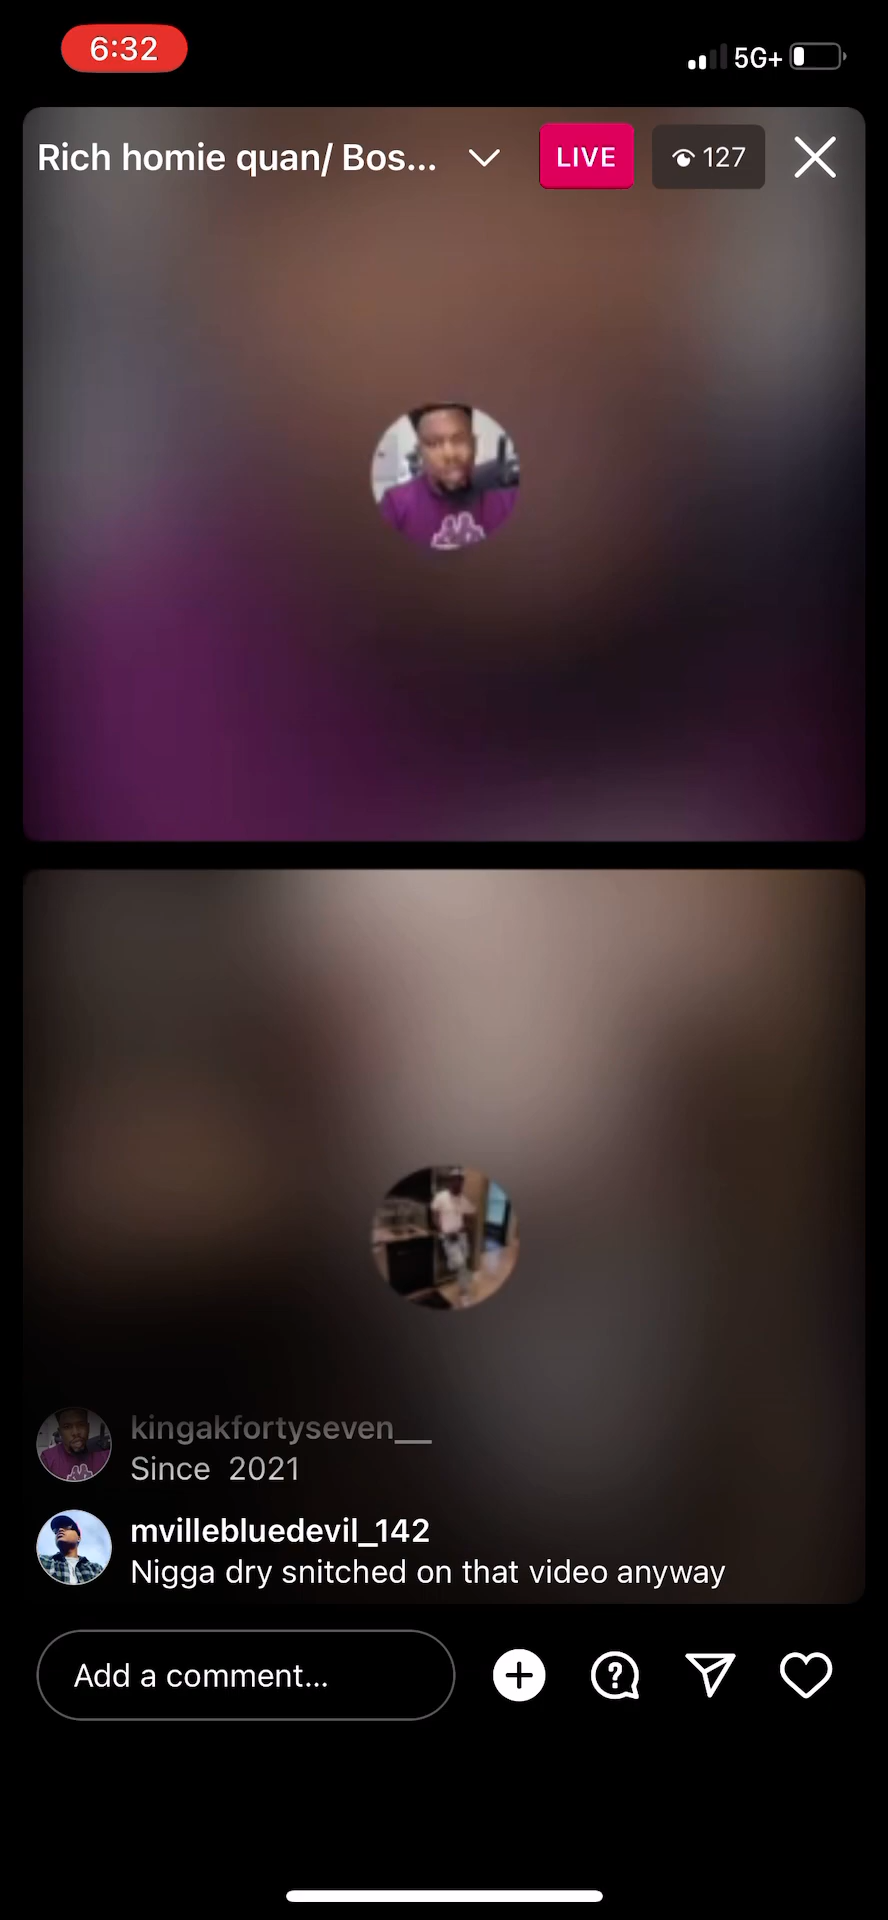 6:32
5G+
Rich homie quan/ Bos...
LIVE
127
kingakfortyseven__
Since 2021
mvillebluedevil_142
Nigga dry snitched on that video anyway
Add a comment...